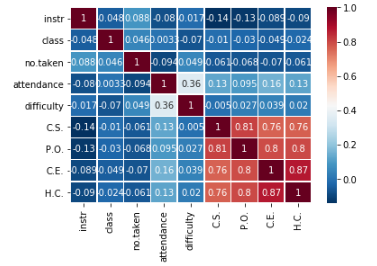 instr 1 -0.048 0.088 -0.08 -0.017 -0.14 -0.13 -0.089 -0.09
class -0.048 1 0.046 0.0033 -0.07 -0.01 -0.03 -0.049 -0.024
no.taken 0.088 0.046 1 -0.094 0.049 -0.061 -0.068 -0.07 -0.061
attendance -0.08 0.0033 -0.094 1 0.36 0.13 0.095 0.16 0.13
difficulty -0.017 -0.07 0.049 0.36 1 -0.005 0.027 0.039 0.02
C.S. -0.14 -0.01 -0.061 0.13 -0.005 1 0.81 0.76 0.76
P.O. -0.13 -0.03 -0.068 0.095 0.027 0.81 1 0.8 0.8
C.E. -0.089 -0.049 -0.07 0.16 0.039 0.76 0.8 1 0.87
H.C. -0.09 -0.024 -0.061 0.13 0.02 0.76 0.8 0.87 1
instr class no.taken attendance difficulty C.S. P.O. C.E. H.C.
1.0
0.8
0.6
0.4
0.2
0.0